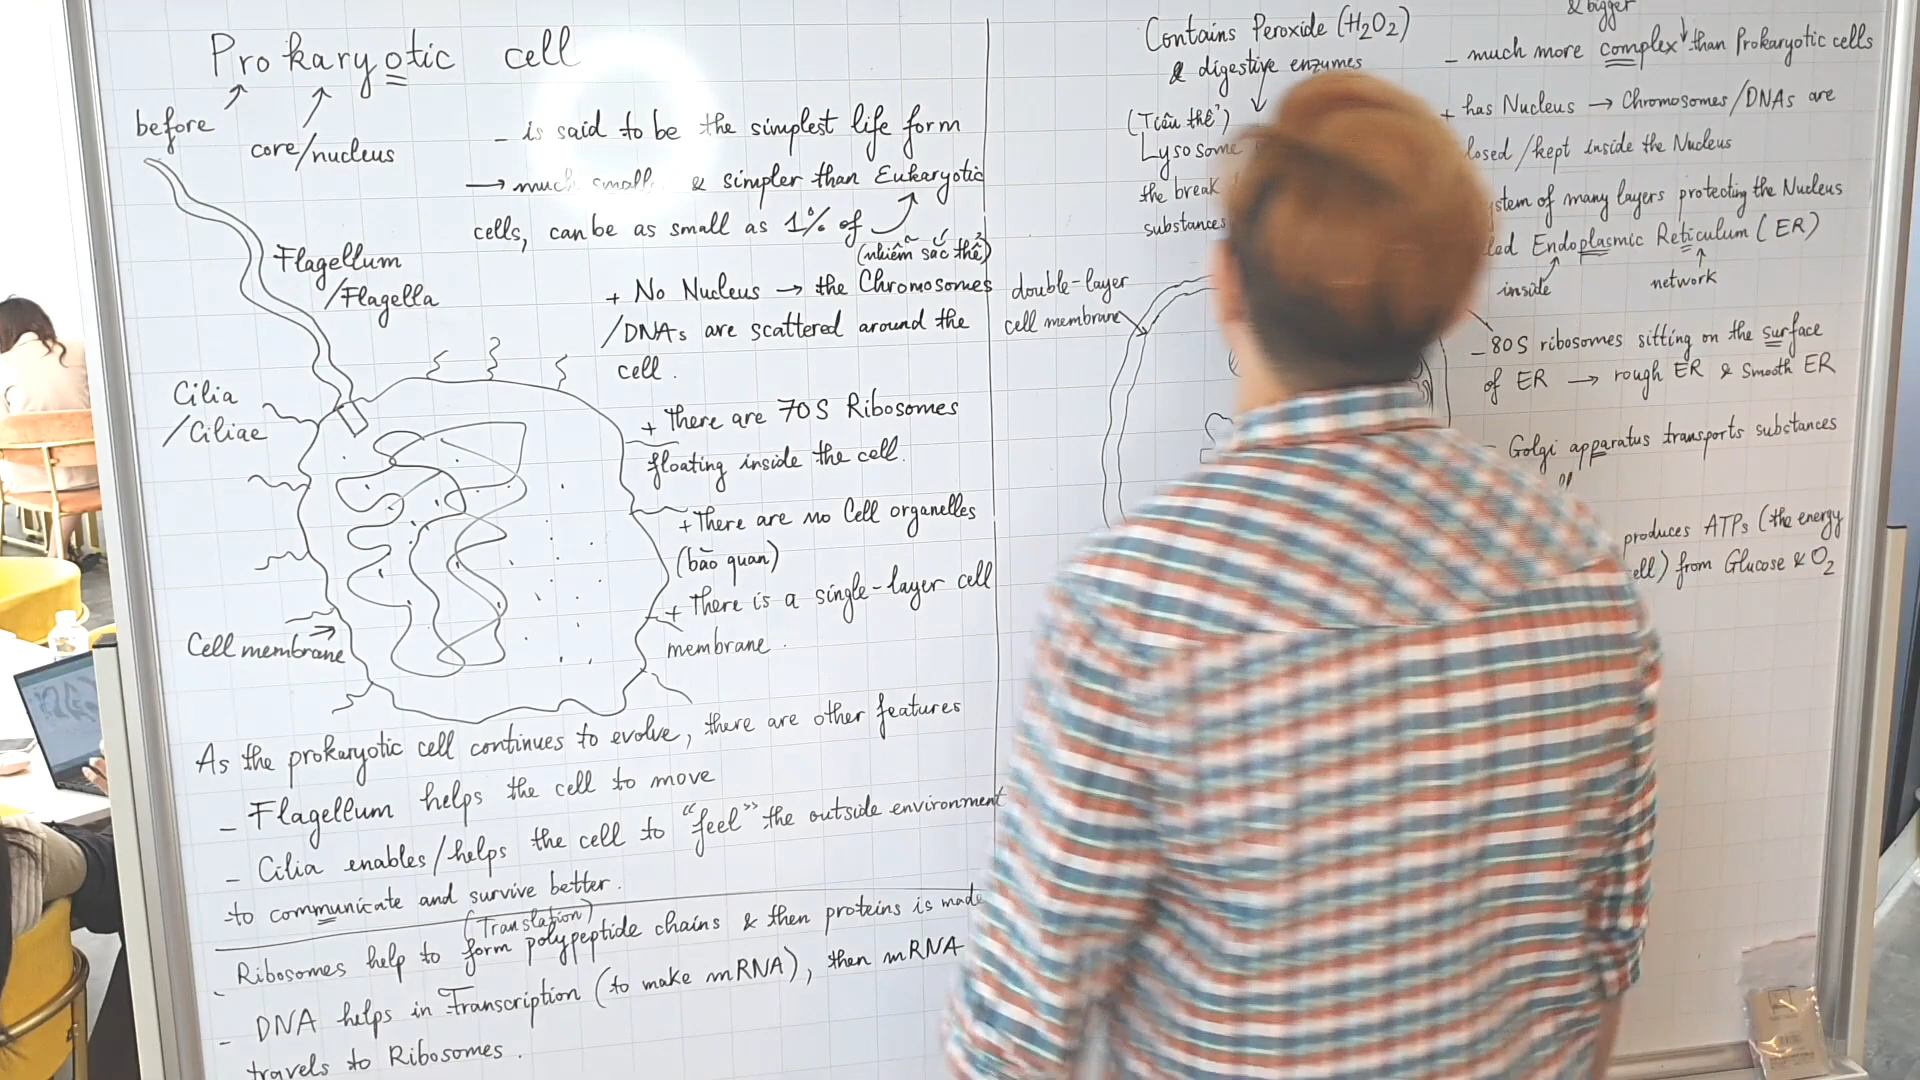 Prokaryotic cell
before
core/nucleus
- is said to be the simplest life form
→ much small & simpler than Eukaryotic
cells, can be as small as 1% of
(nhiễm sắc thể)
Flagellum
/Flagella
+ No Nucleus → the Chromosomes
/DNAs are scattered around the
cell.
Cilia
/Ciliae
+ There are 70S Ribosomes
floating inside the cell.
+ There are no Cell organelles
(bào quan)
+ There is a single-layer cell
membrane.
Cell membrane
As the prokaryotic cell continues to evolve, there are other features
- Flagellum helps the cell to move
- Cilia enables/helps the cell to "feel" the outside environment
to communicate and survive better.
(Translation)
- Ribosomes help to form polypeptide chains & then proteins is made
- DNA helps in Transcription (to make mRNA), then mRNA
travels to Ribosomes.
Contains Peroxide (H2O2)
& digestive enzymes
(Tiêu thể)
Lysosome
the break
substances
double-layer
cell membrane
& bigger
- much more complex than Prokaryotic cells
+ has Nucleus → Chromosomes/DNAs are
losed/kept inside the Nucleus
stem of many layers protecting the Nucleus
led Endoplasmic Reticulum (ER)
inside
network
- 80S ribosomes sitting on the surface
of ER → rough ER & Smooth ER
- Golgi apparatus transports substances
produces ATPs (the energy
ell) from Glucose & O2